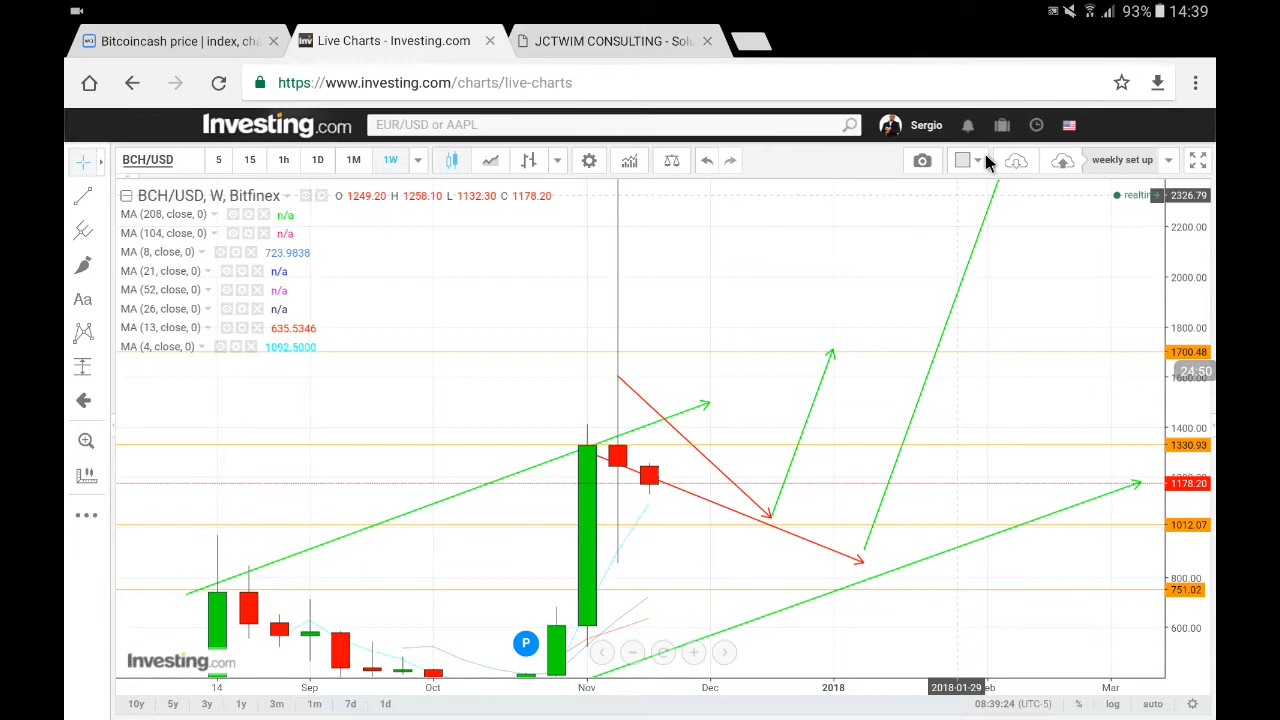 93% 14:39
Bitcoincash price | index, cha
Live Charts - Investing.com
JCTWIM CONSULTING - Solu
https://www.investing.com/charts/live-charts
Investing.com
EUR/USD or AAPL
Sergio
BCH/USD
5 15 1h 1D 1M 1W
weekly set up
BCH/USD, W, Bitfinex O 1249.20 H 1258.10 L 1132.30 C 1178.20
realtim
2326.79
MA (208, close, 0) n/a
MA (104, close, 0) n/a
MA (8, close, 0) 723.9838
MA (21, close, 0) n/a
MA (52, close, 0) n/a
MA (26, close, 0) n/a
MA (13, close, 0) 635.5346
MA (4, close, 0) 1092.5000
Aa
2200.00
2000.00
1800.00
1700.48
24:50
1600.00
1400.00
1330.93
1178.20
1012.07
800.00
751.02
600.00
P
Investing.com
14 Sep Oct Nov Dec 2018 2018-01-29 eb Mar
10y 5y 3y 1y 3m 1m 7d 1d
08:39:24 (UTC-5) % log auto